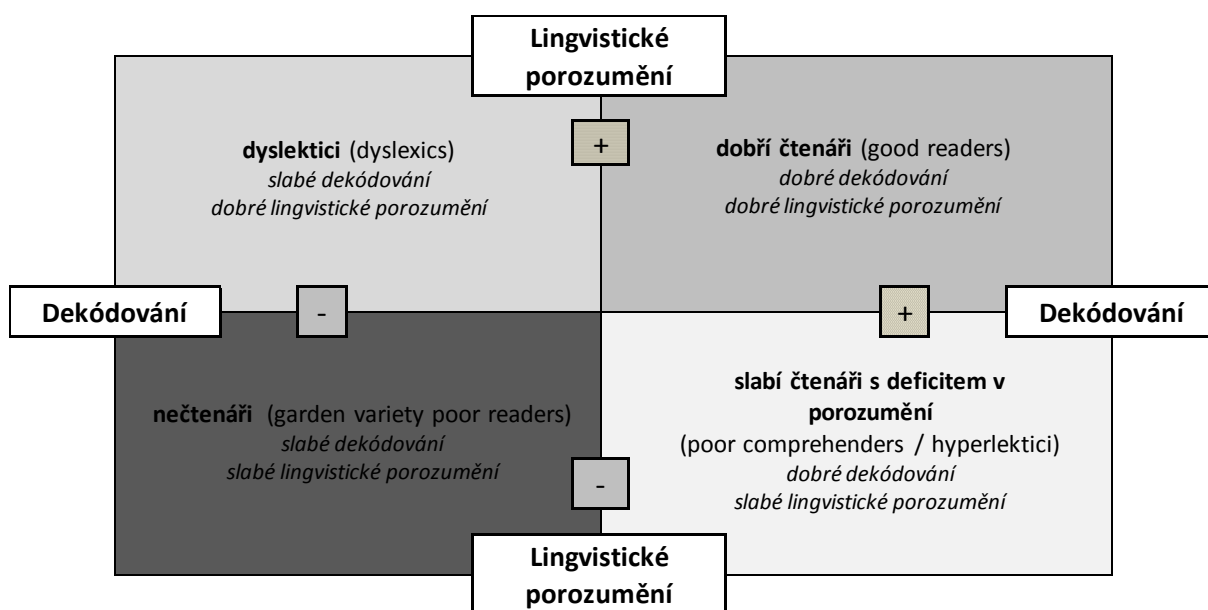 Lingvistické
porozumění
dyslektici (dyslexics)
slabé dekódování
dobré lingvistické porozumění
+
dobří čtenáři (good readers)
dobré dekódování
dobré lingvistické porozumění
Dekódování
-
+
Dekódování
nečtenáři (garden variety poor readers)
slabé dekódování
slabé lingvistické porozumění
-
slabí čtenáři s deficitem v
porozumění
(poor comprehenders / hyperlektici)
dobré dekódování
slabé lingvistické porozumění
Lingvistické
porozumění